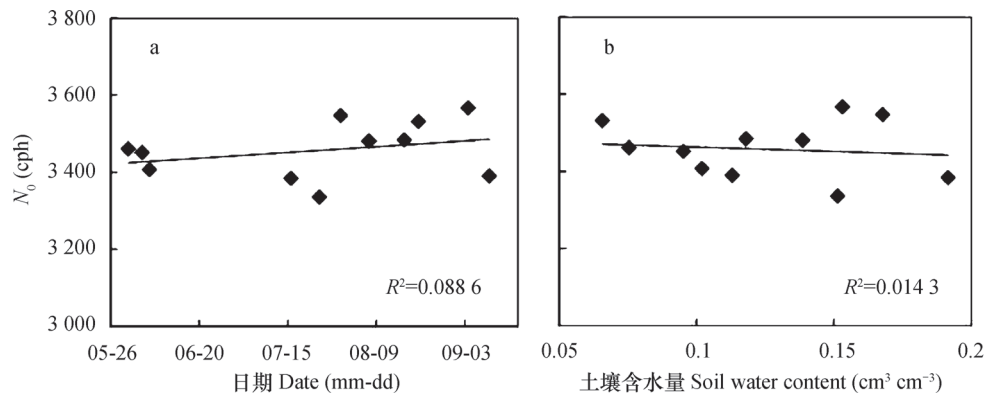 3 800
3 600
3 400
3 200
3 000
N₀ (cph)
a
R²=0.088 6
05-26 06-20 07-15 08-09 09-03
日期 Date (mm-dd)
b
R²=0.014 3
0.05 0.1 0.15 0.2
土壤含水量 Soil water content (cm³ cm⁻³)